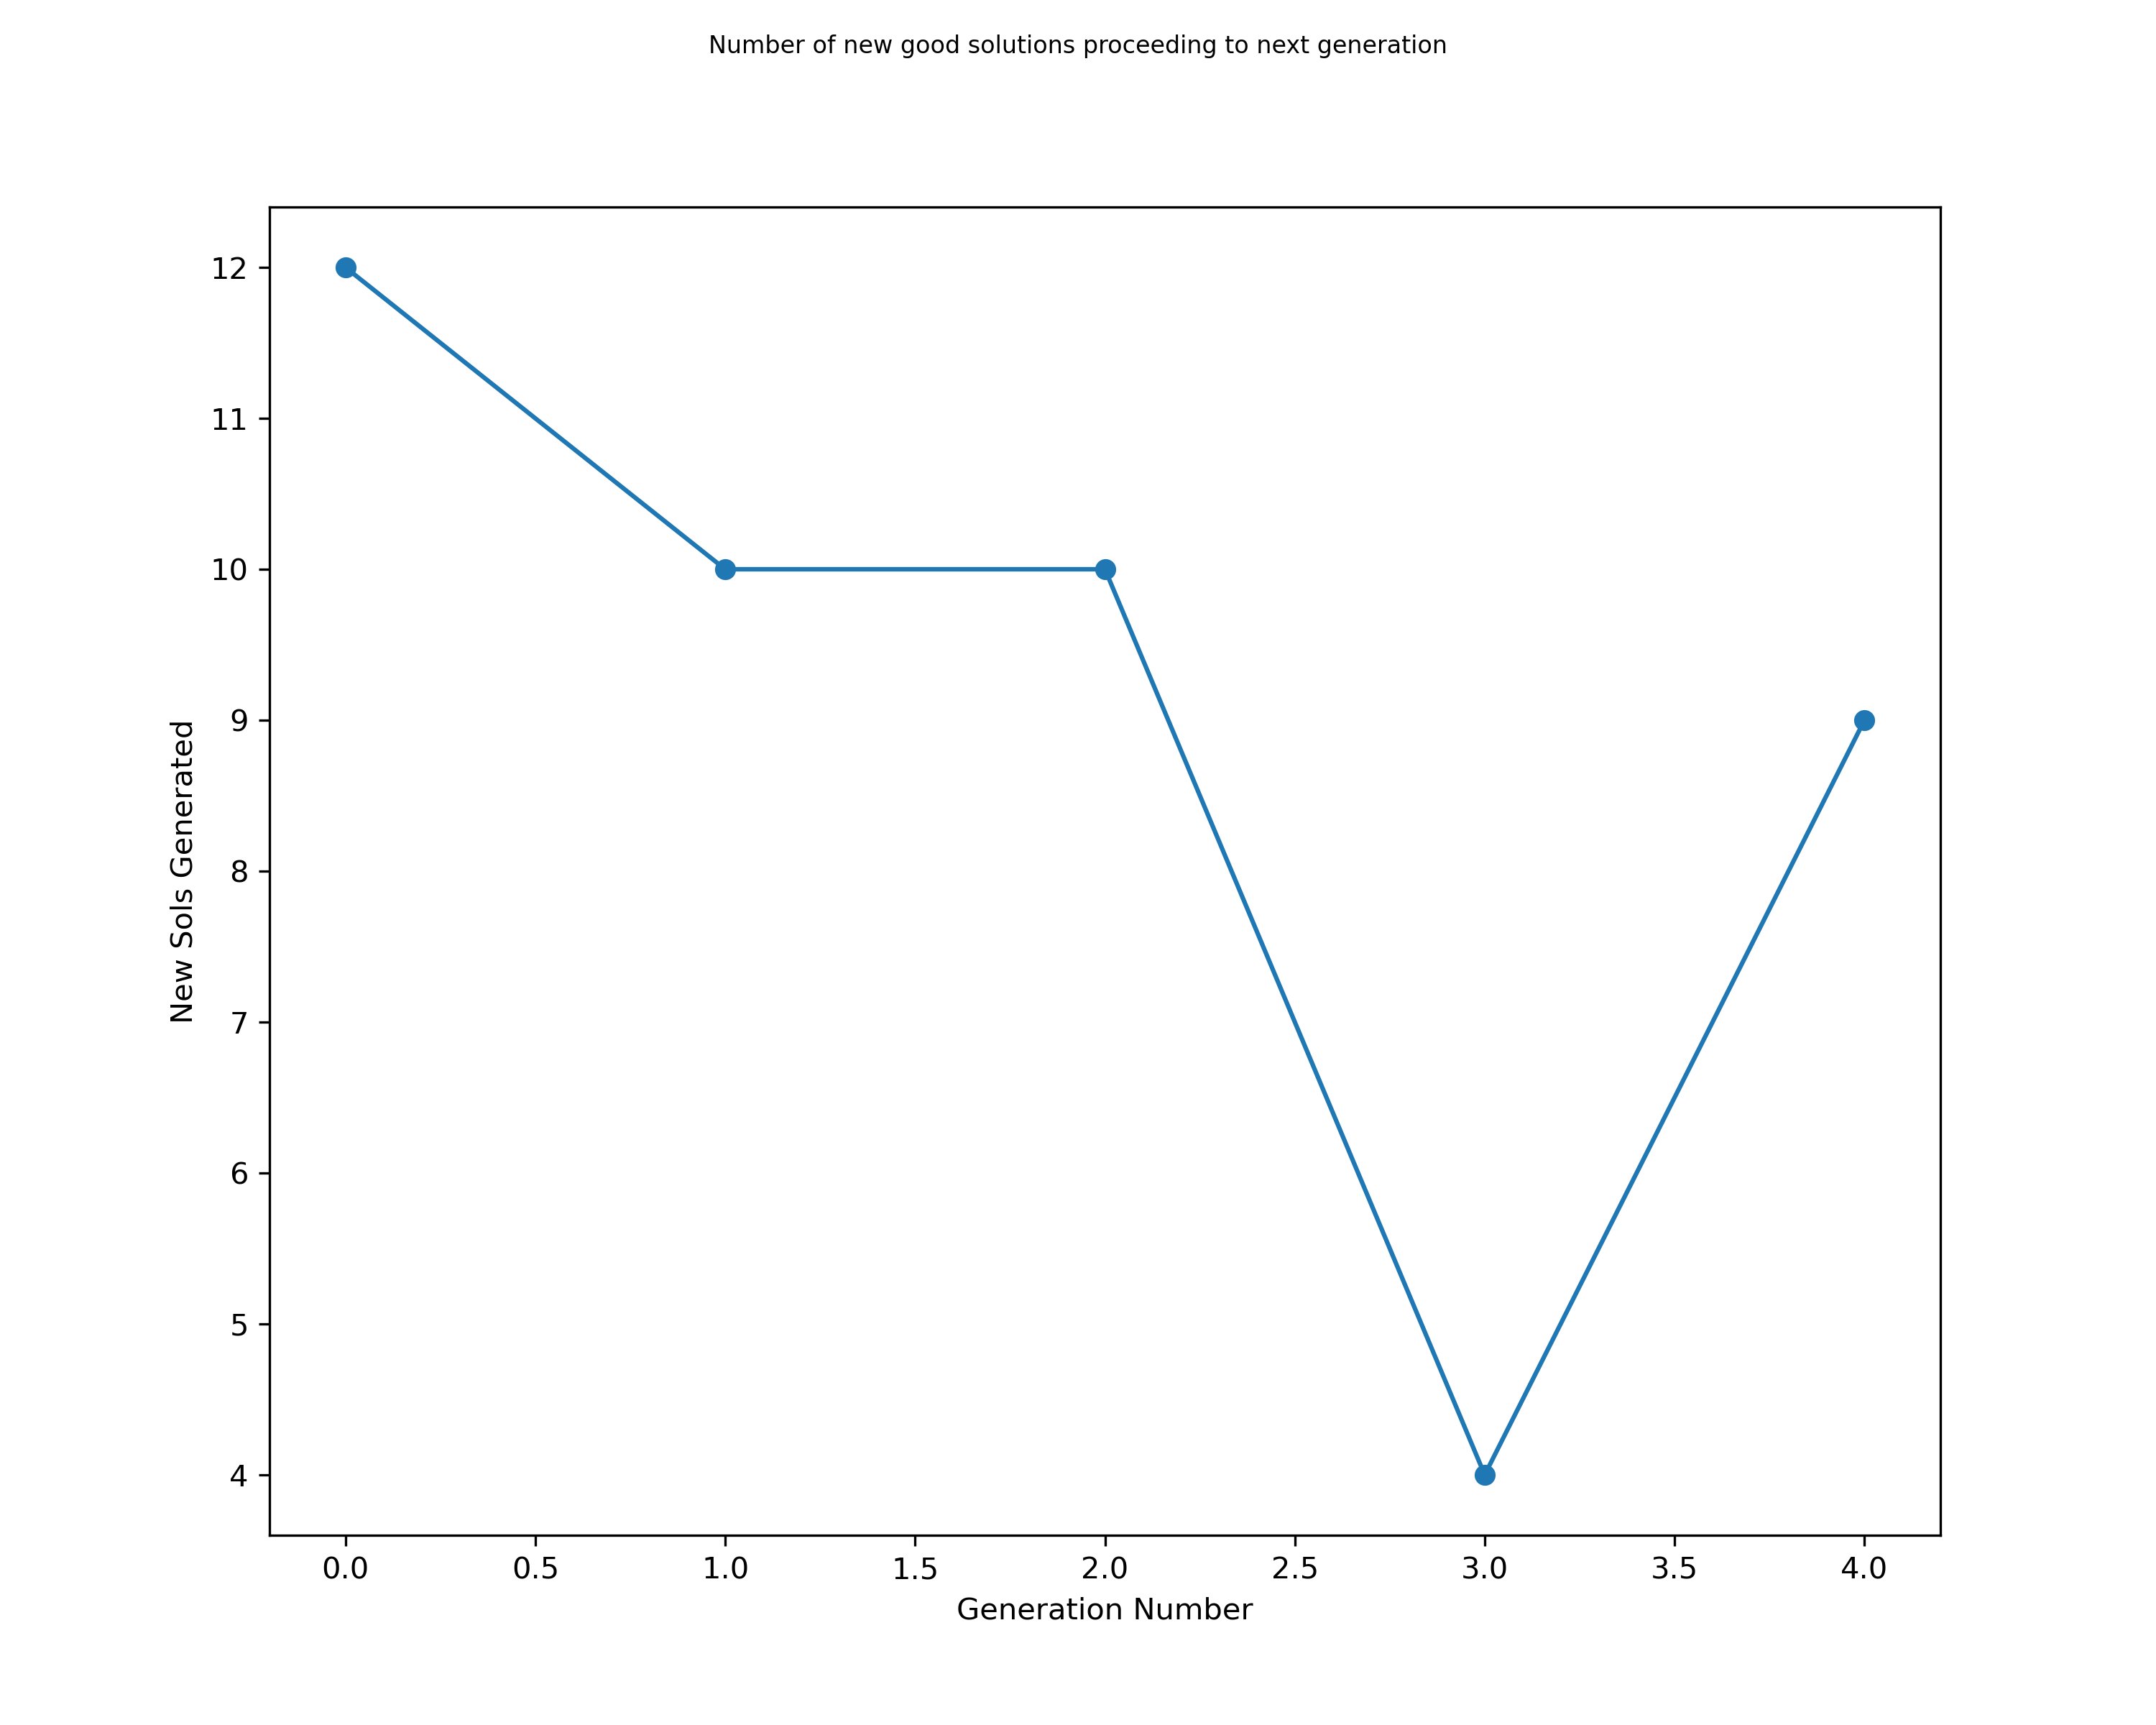 Number of new good solutions proceeding to next generation
12
11
10
9
8
7
6
5
4
New Sols Generated
0.0 0.5 1.0 1.5 2.0 2.5 3.0 3.5 4.0
Generation Number